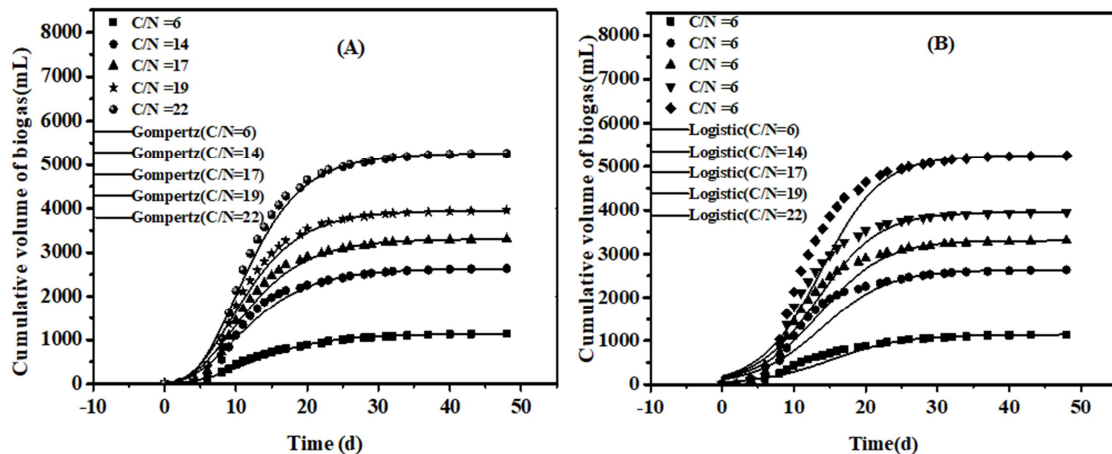 8000
7000
6000
5000
4000
3000
2000
1000
0
Cumulative volume of biogas(mL)
(A)
C/N =6
C/N =14
C/N =17
C/N =19
C/N =22
Gompertz(C/N=6)
Gompertz(C/N=14)
Gompertz(C/N=17)
Gompertz(C/N=19)
Gompertz(C/N=22)
-10 0 10 20 30 40 50
Time (d)
8000
7000
6000
5000
4000
3000
2000
1000
0
Cumulative volume of biogas(mL)
(B)
C/N =6
C/N =6
C/N =6
C/N =6
C/N =6
Logistic(C/N=6)
Logistic(C/N=14)
Logistic(C/N=17)
Logistic(C/N=19)
Logistic(C/N=22)
-10 0 10 20 30 40 50
Time(d)